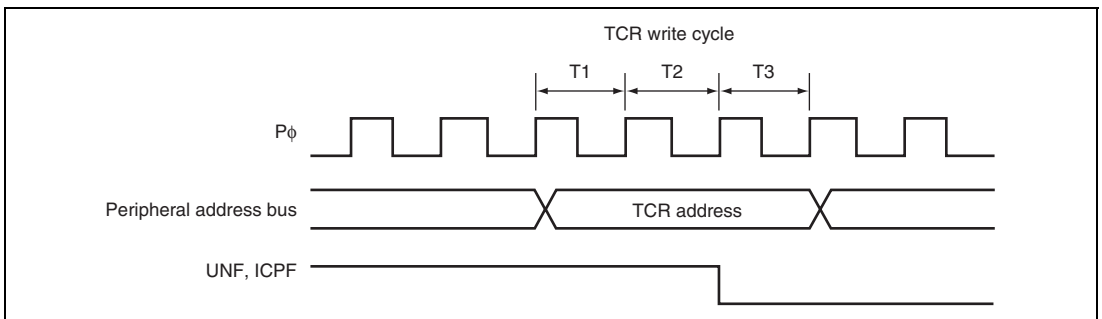 TCR write cycle
T1 T2 T3
Pφ
Peripheral address bus
TCR address
UNF, ICPF